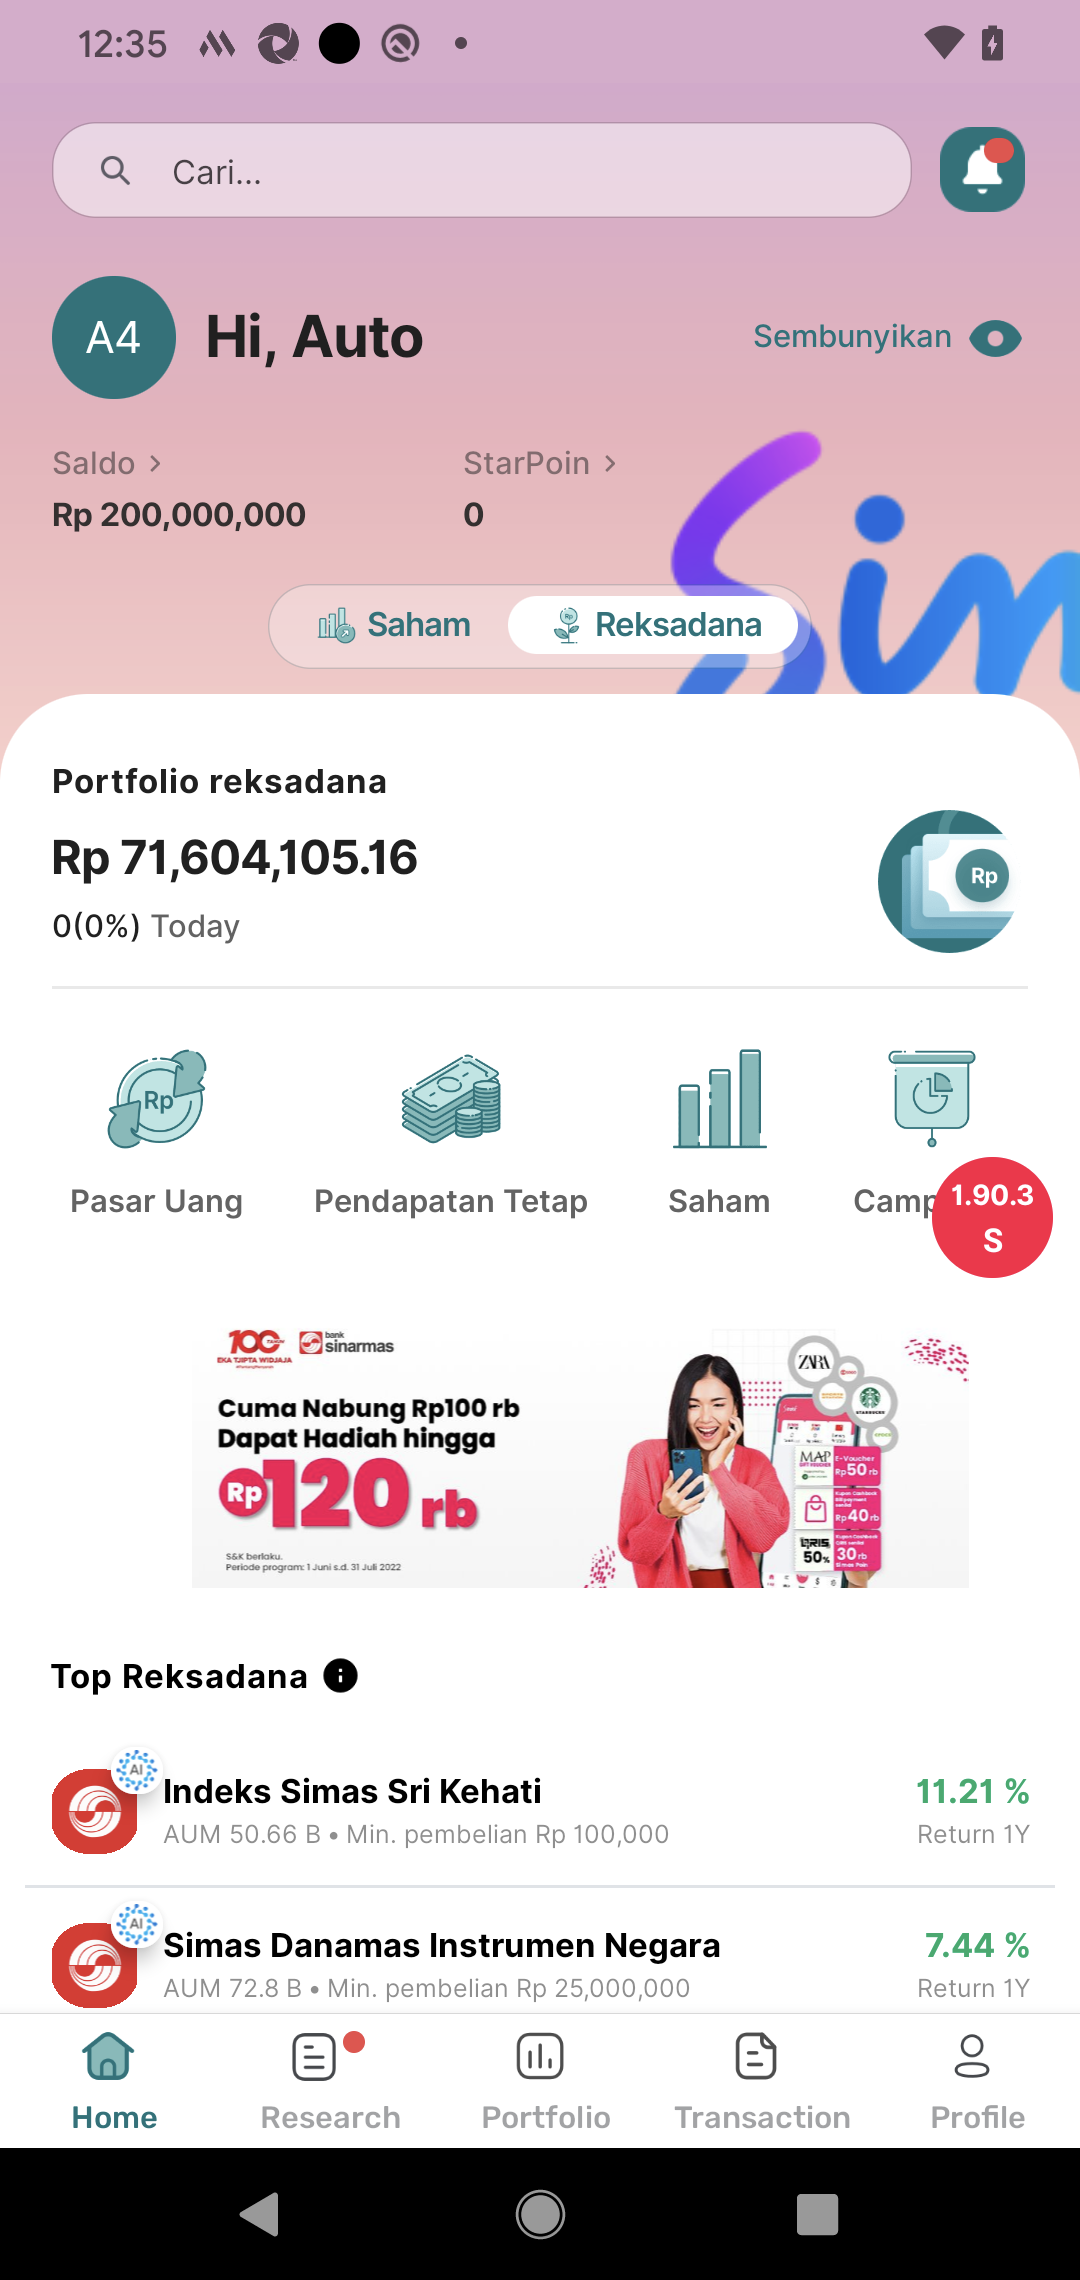 12:35
Cari...
A4
Hi, Auto
Sembunyikan
Saldo
StarPoin
Rp 200,000,000
0
Sim
Saham
Reksadana
Portfolio reksadana
Rp 71,604,105.16
Rp
0(0%) Today
Rp
Pasar Uang
Pendapatan Tetap
Saham
Camp
1.90.3
S
100 TAHUN
EKA TJIPTA WIDJAJA
bank
sinarmas
Cuma Nabung Rp100 rb
Dapat Hadiah hingga
Rp120 rb
S&K berlaku.
Periode program: 1 Juni s.d. 31 Juli 2022
ZARA
MAP
E-Voucher
Rp50 rb
Rp40 rb
QRIS
50%
30 rb
Top Reksadana
AI
Indeks Simas Sri Kehati
11.21 %
AUM 50.66 B • Min. pembelian Rp 100,000
Return 1Y
AI
Simas Danamas Instrumen Negara
7.44 %
AUM 72.8 B • Min. pembelian Rp 25,000,000
Return 1Y
Home
Research
Portfolio
Transaction
Profile